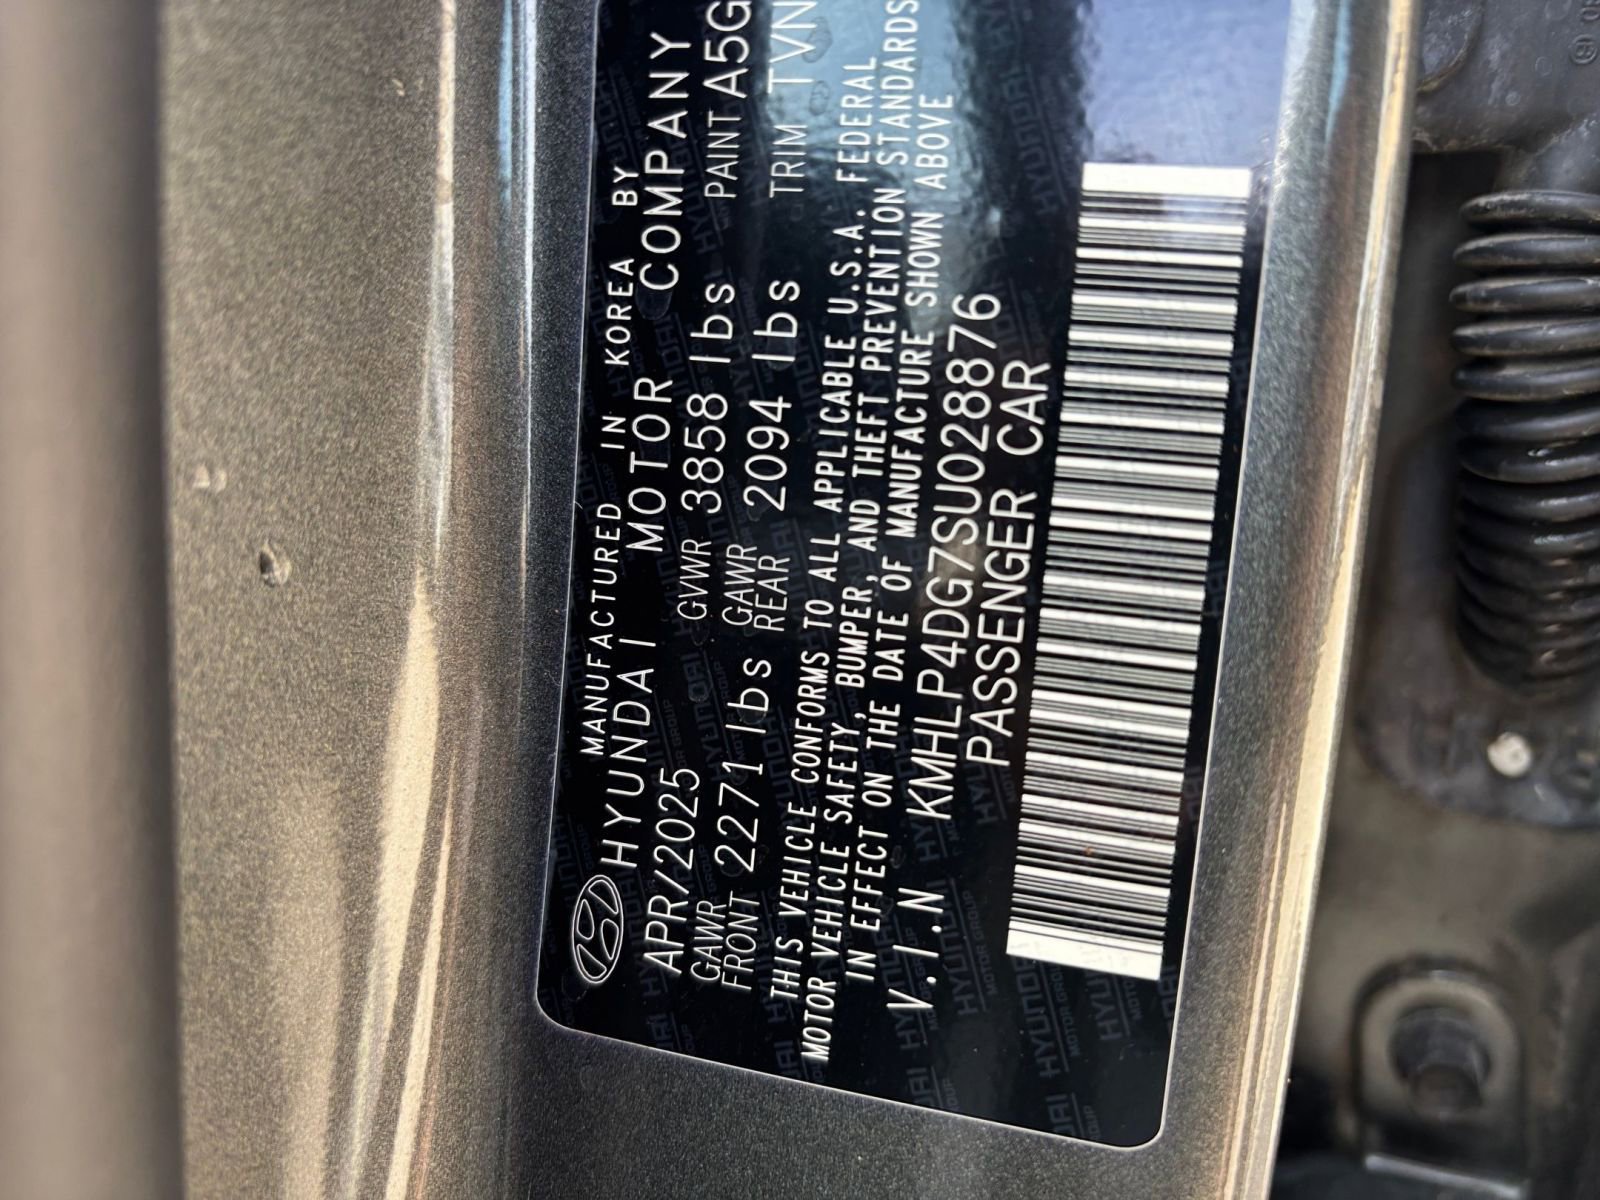 MANUFACTURED IN KOREA BY
HYUNDAI MOTOR COMPANY
APR/2025 GVWR 3858 lbs PAINT A5G
GAWR FRONT 2271 lbs GAWR REAR 2094 lbs TRIM TVN
THIS VEHICLE CONFORMS TO ALL APPLICABLE U.S.A. FEDERAL
MOTOR VEHICLE SAFETY, BUMPER, AND THEFT PREVENTION STANDARDS
IN EFFECT ON THE DATE OF MANUFACTURE SHOWN ABOVE
V.I.N KMHLP4DG7SU028876
PASSENGER CAR